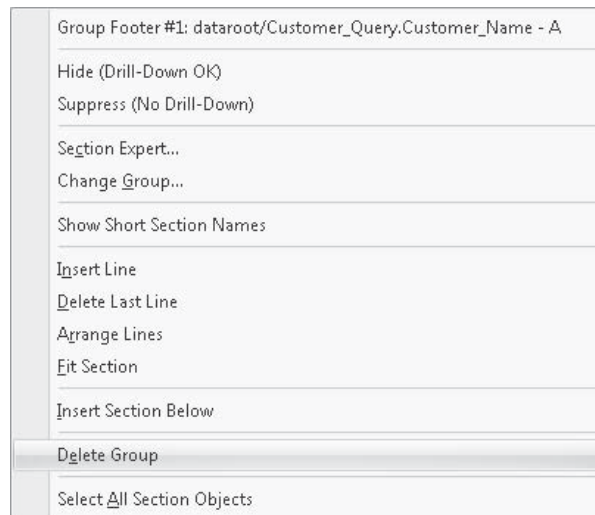 Group Footer #1: dataroot/Customer_Query.Customer_Name - A
Hide (Drill-Down OK)
Suppress (No Drill-Down)
Section Expert...
Change Group...
Show Short Section Names
Insert Line
Delete Last Line
Arrange Lines
Fit Section
Insert Section Below
Delete Group
Select All Section Objects